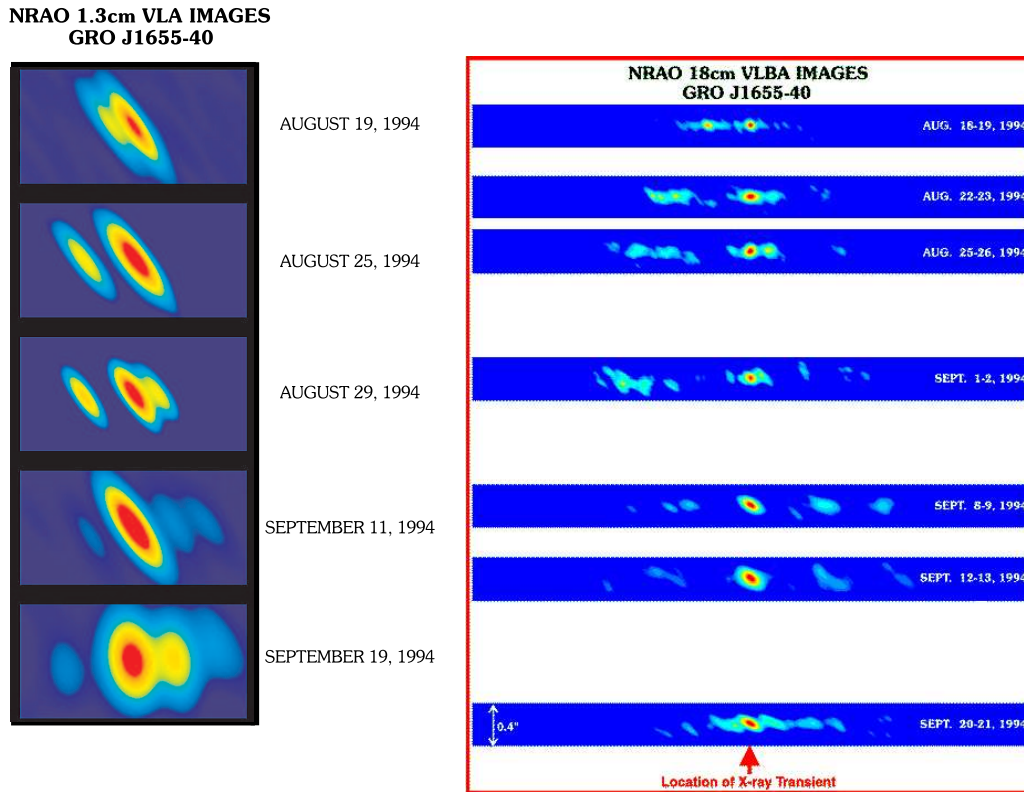 NRAO 1.3cm VLA IMAGES
GRO J1655-40
AUGUST 19, 1994
AUGUST 25, 1994
AUGUST 29, 1994
SEPTEMBER 11, 1994
SEPTEMBER 19, 1994
NRAO 18cm VLBA IMAGES
GRO J1655-40
AUG. 18-19, 1994
AUG. 22-23, 1994
AUG. 25-26, 1994
SEPT. 1-2, 1994
SEPT. 8-9, 1994
SEPT. 12-13, 1994
SEPT. 20-21, 1994
0.4"
Location of X-ray Transient